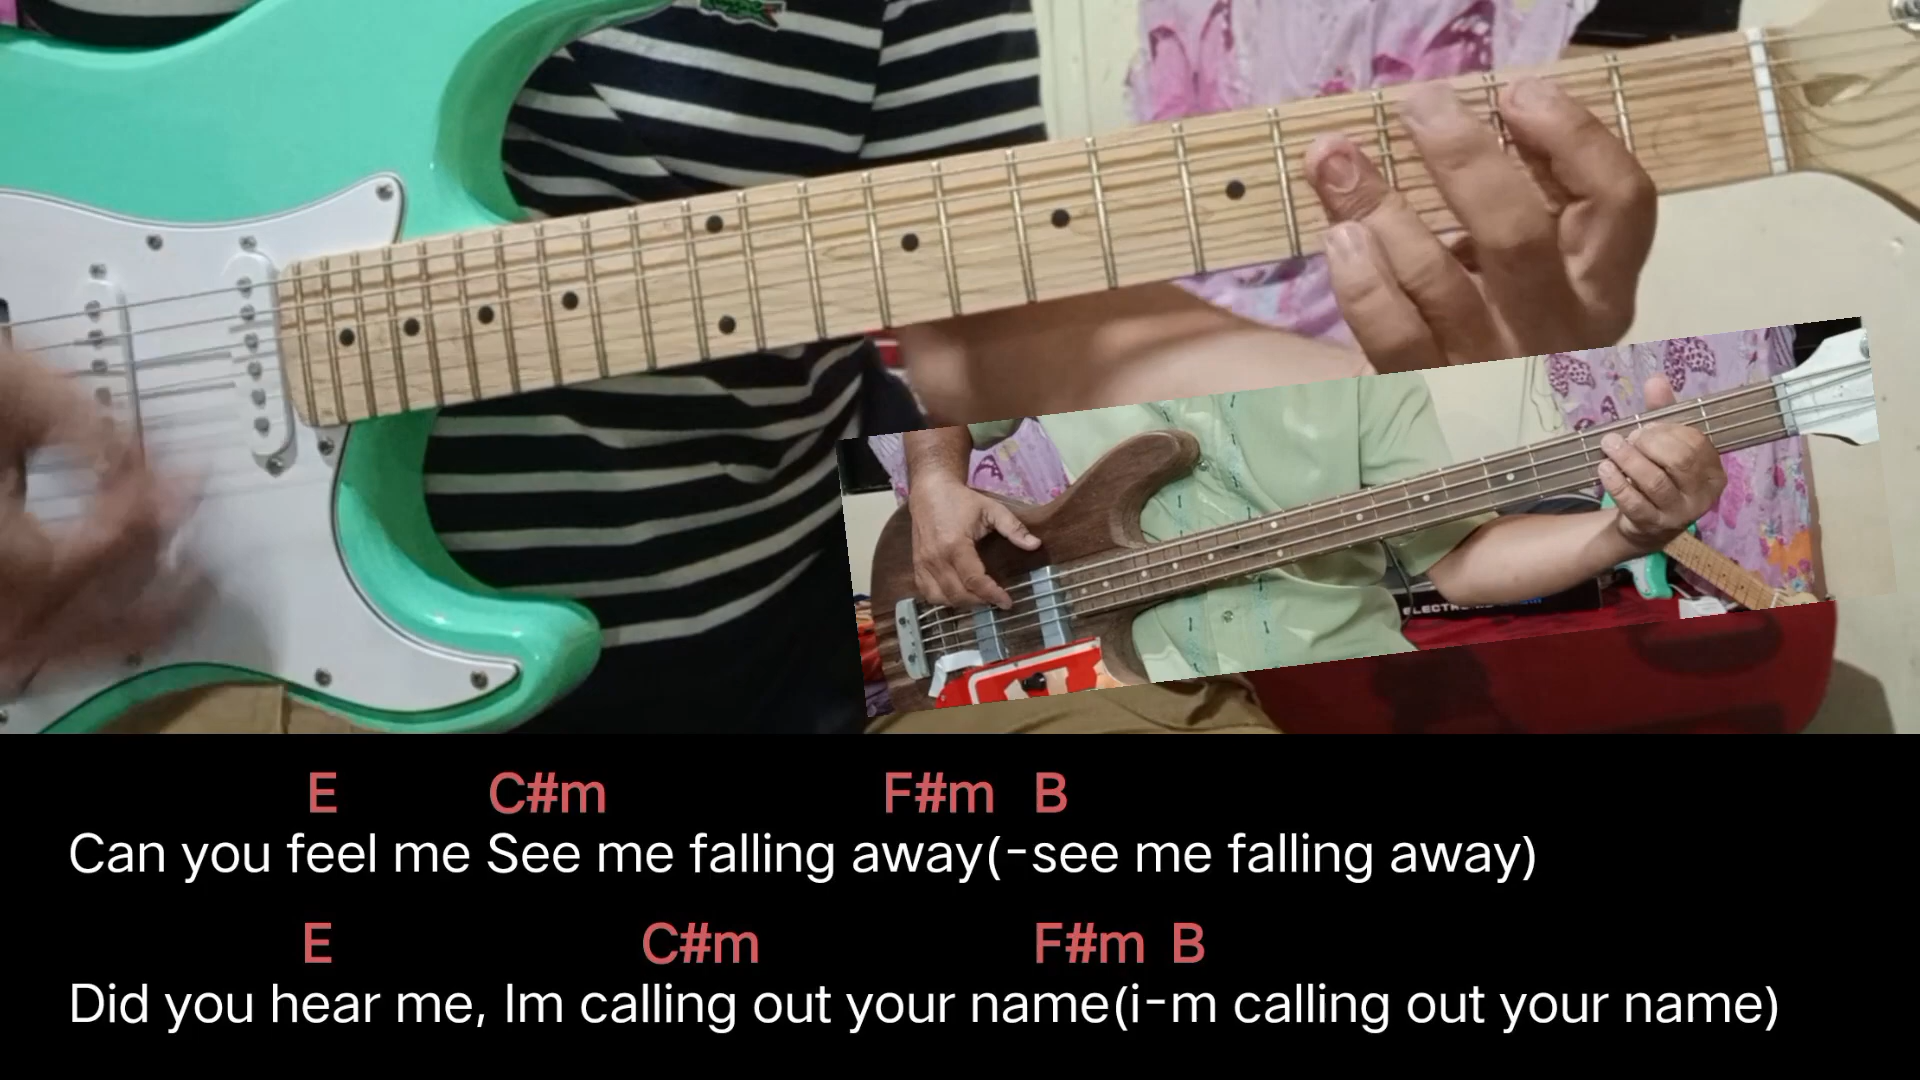 ELECTR
E C#m F#m B
Can you feel me See me falling away(-see me falling away)
E C#m F#m B
Did you hear me, Im calling out your name(i-m calling out your name)